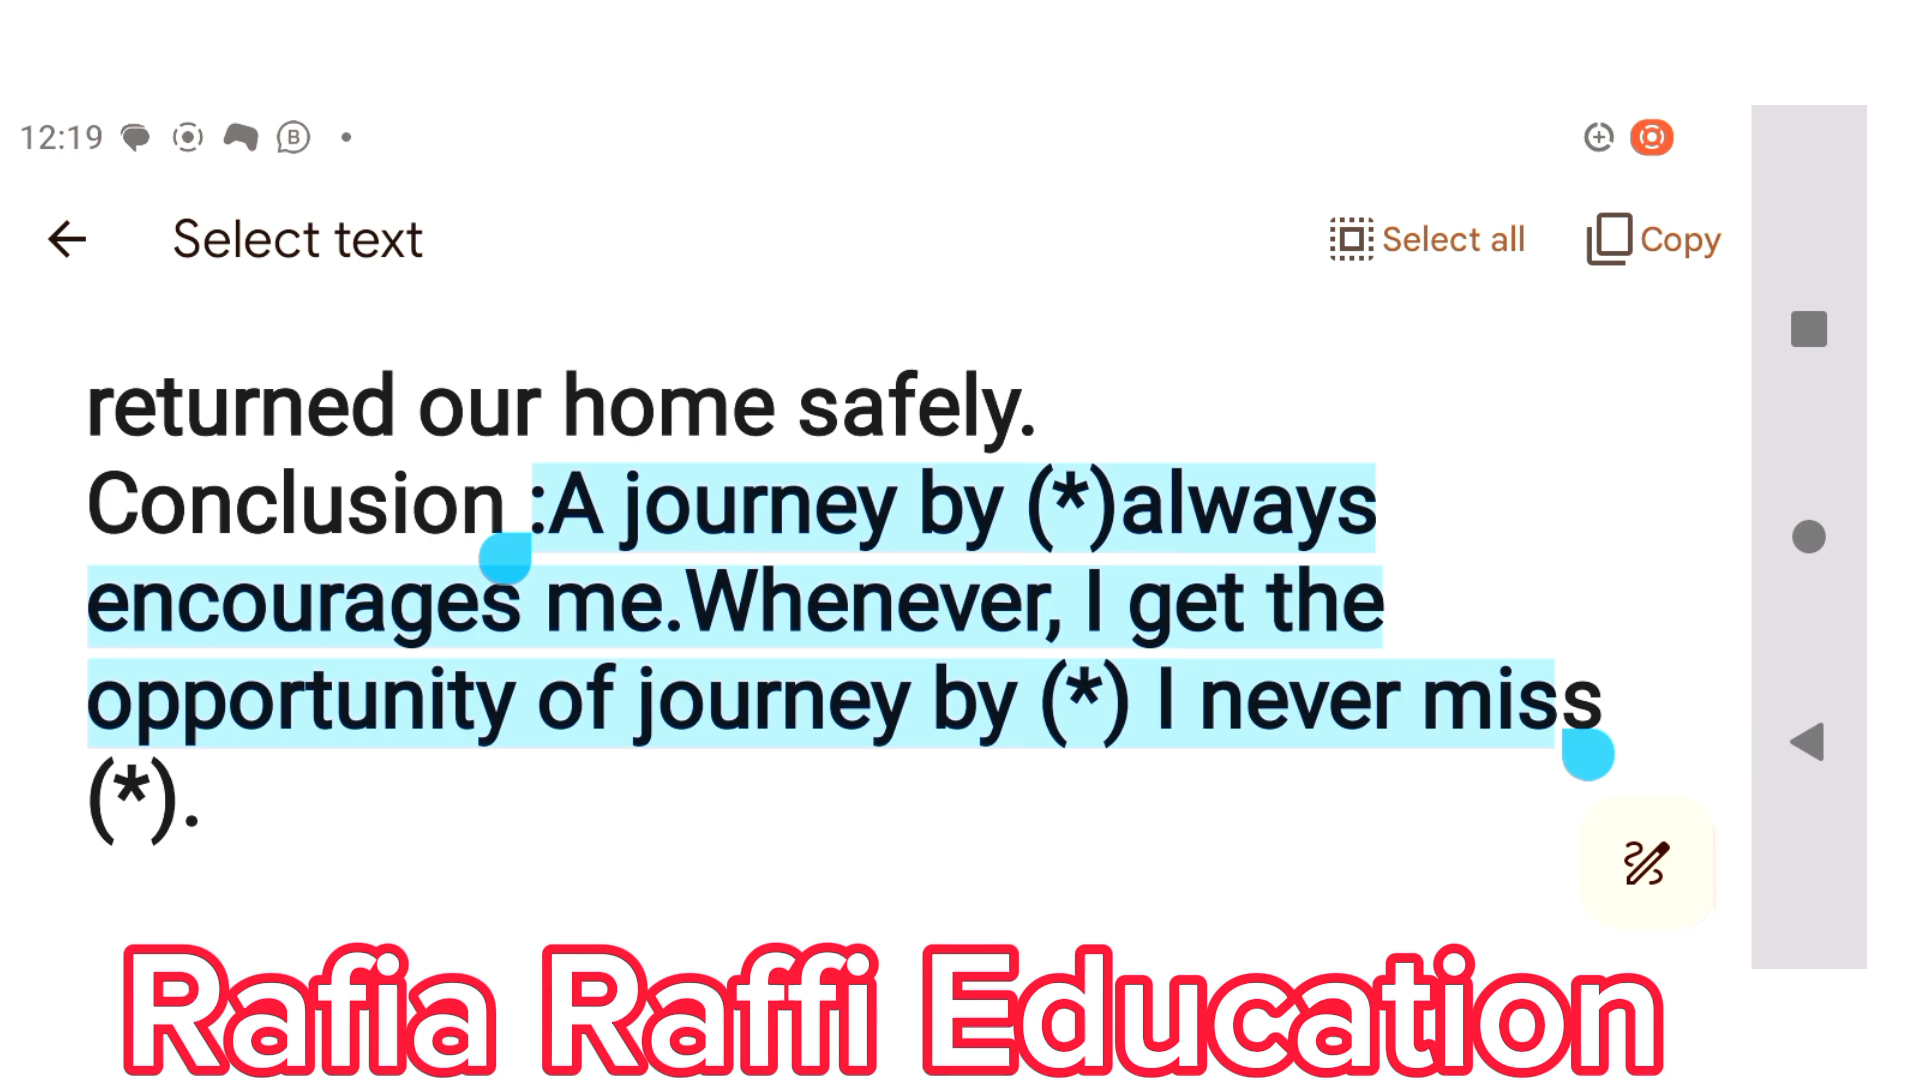 12:19
Select text
Select all
Copy
returned our home safely.
Conclusion :A journey by (*)always
encourages me.Whenever, I get the
opportunity of journey by (*) I never miss
(*).
Rafia Raffi Education